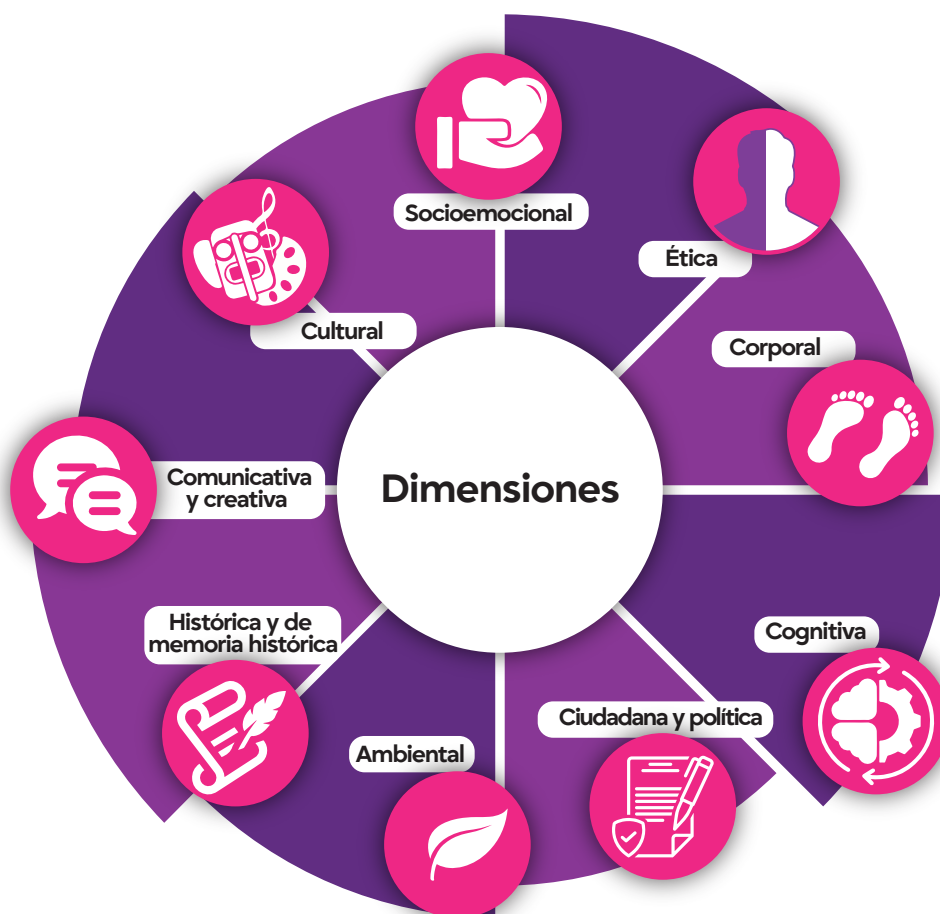 Socioemocional
Ética
Cultural
Corporal
Comunicativa
y creativa
Dimensiones
Histórica y de
memoria histórica
Cognitiva
Ciudadana y política
Ambiental